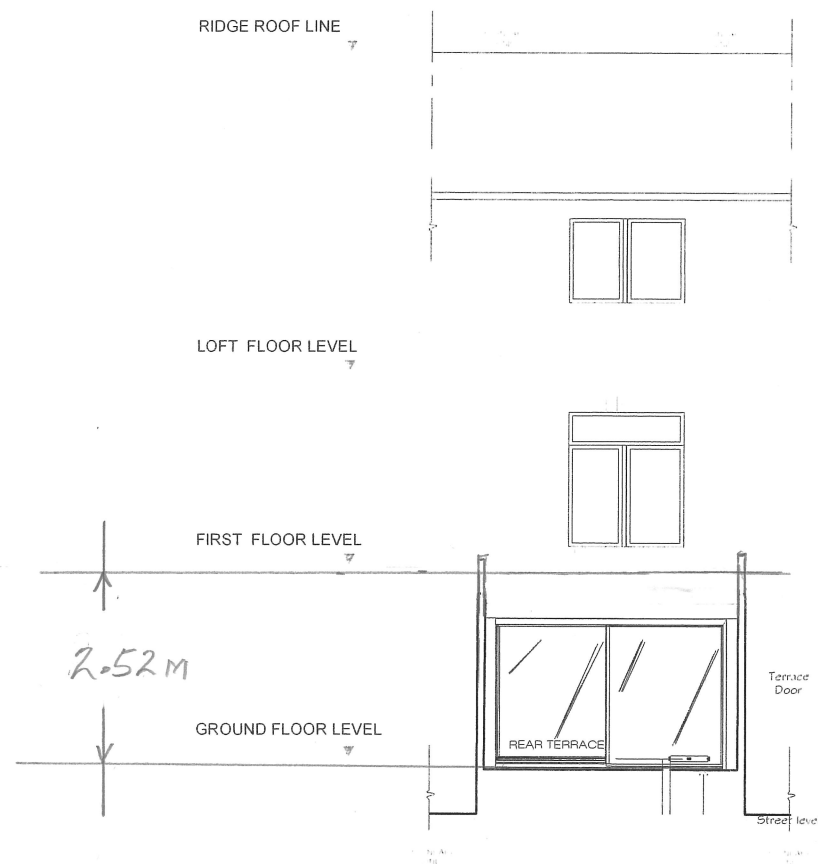 RIDGE ROOF LINE
LOFT FLOOR LEVEL
FIRST FLOOR LEVEL
2.52M
Terrace
Door
GROUND FLOOR LEVEL
REAR TERRACE
Street leve